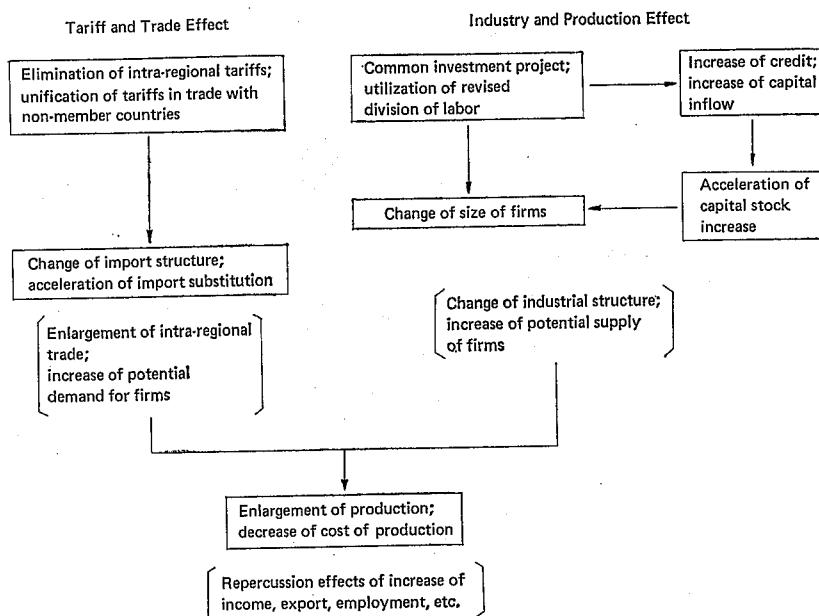 Tariff and Trade Effect
Elimination of intra-regional tariffs;
unification of tariffs in trade with
non-member countries
Change of import structure;
acceleration of import substitution
Enlargement of intra-regional
trade;
increase of potential
demand for firms
Industry and Production Effect
Common investment project;
utilization of revised
division of labor
Increase of credit;
increase of capital
inflow
Acceleration of
capital stock
increase
Change of size of firms
Change of industrial structure;
increase of potential supply
of firms
Enlargement of production;
decrease of cost of production
Repercussion effects of increase of
income, export, employment, etc.